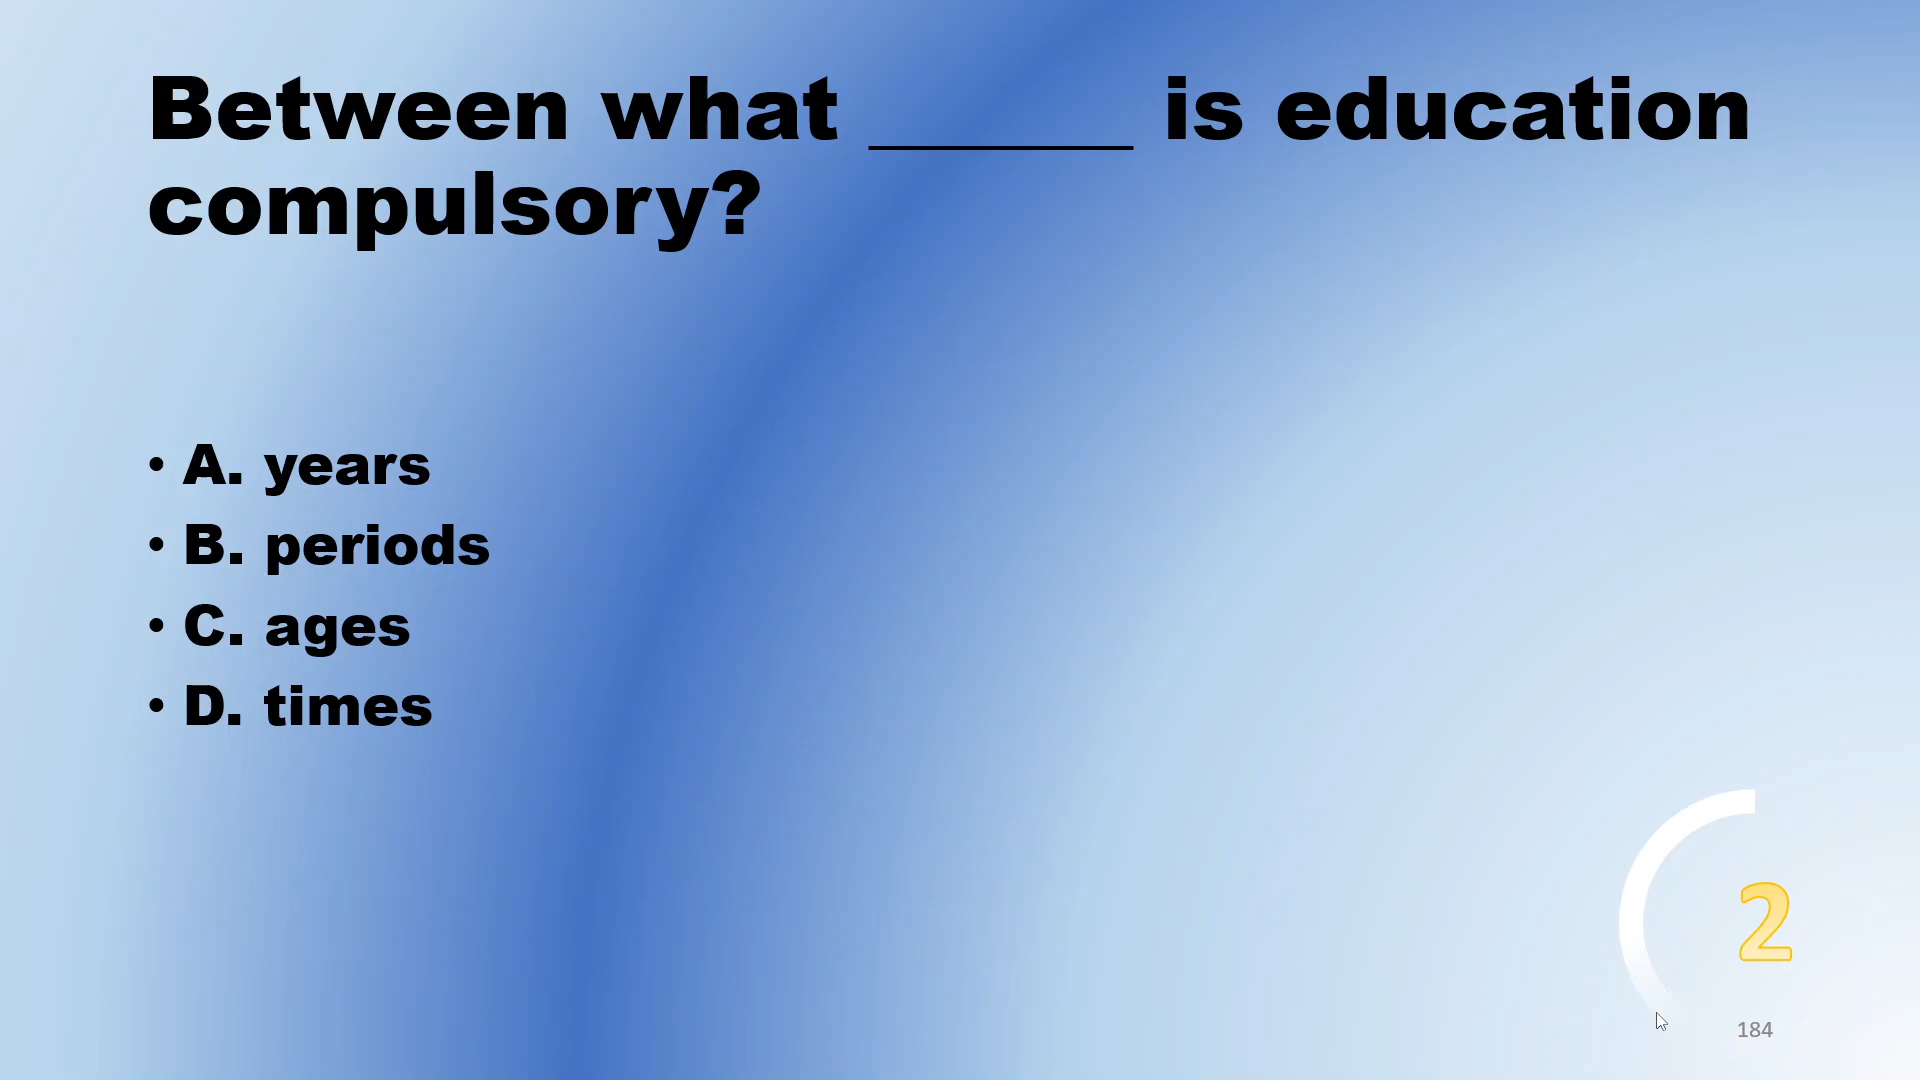 Between what ______ is education
compulsory?
• A. years
• B. periods
• C. ages
• D. times
2
184